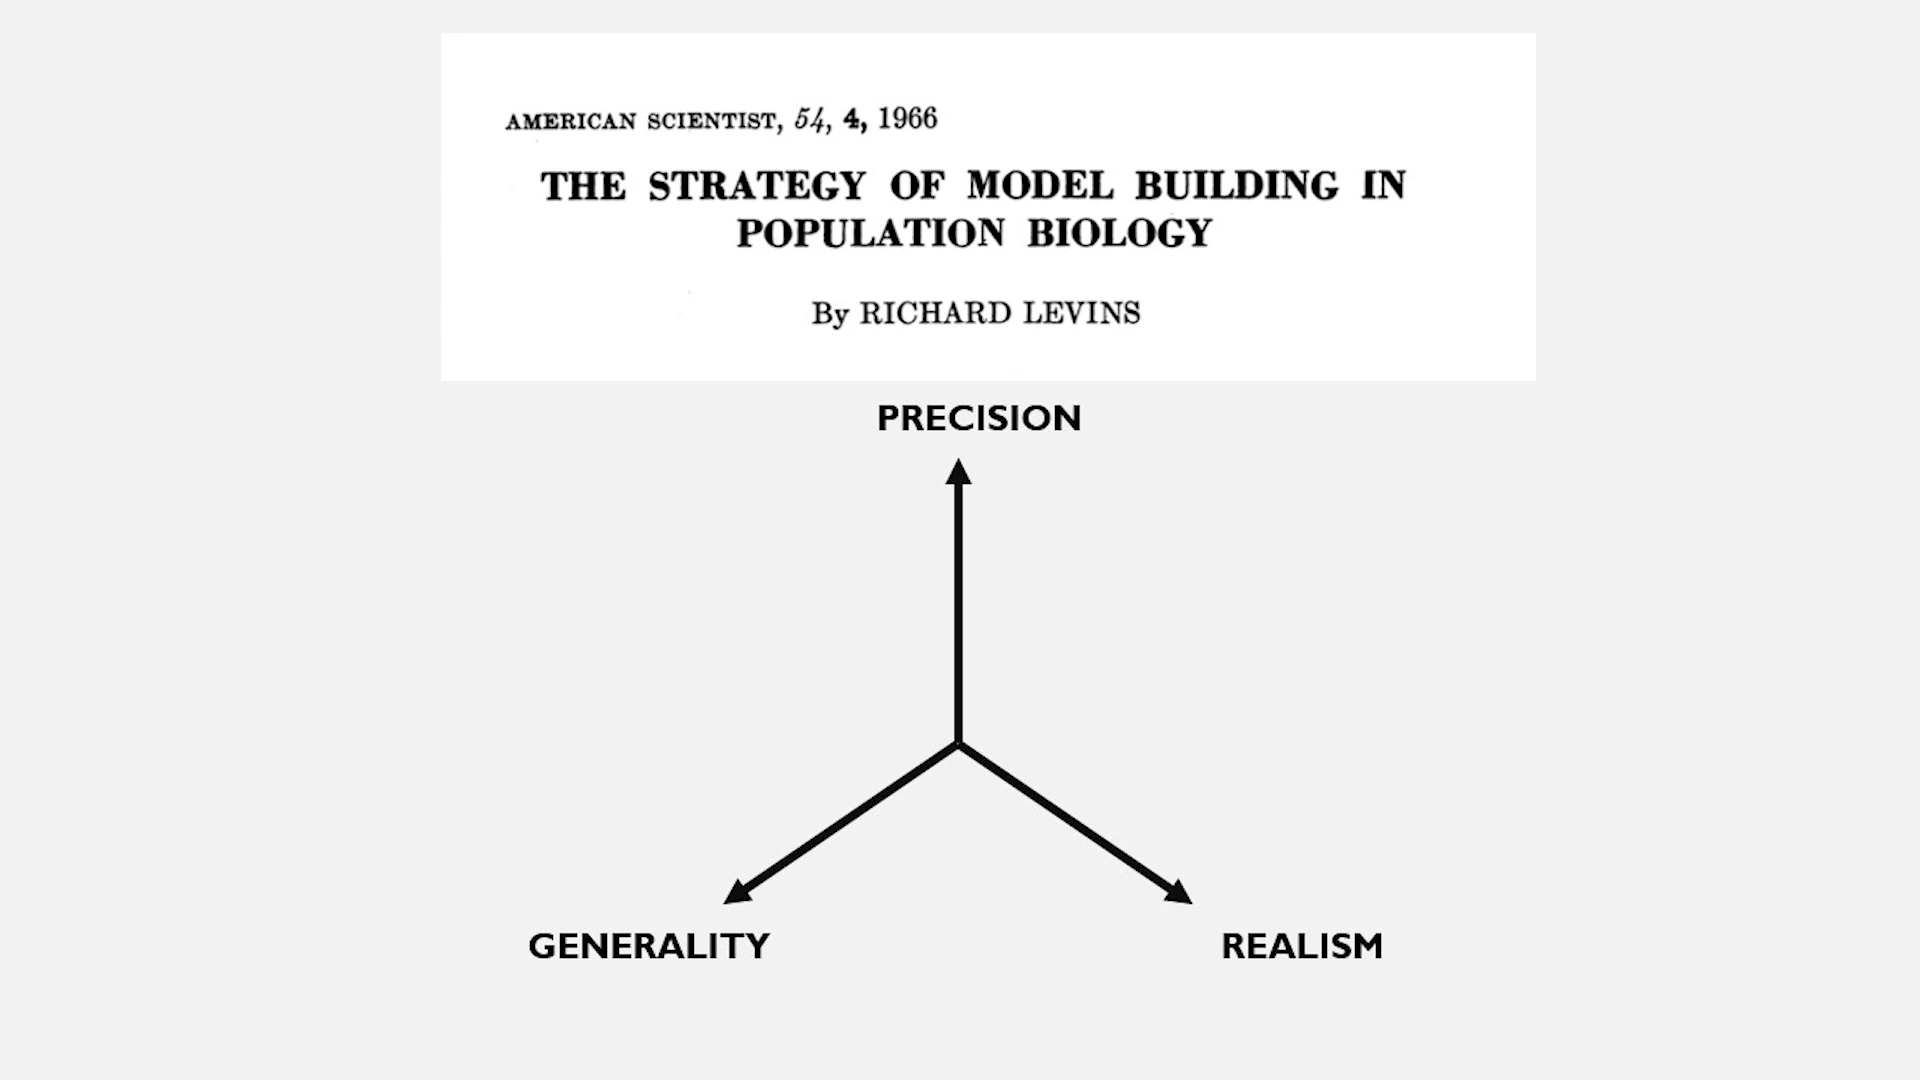 AMERICAN SCIENTIST, 54, 4, 1966
THE STRATEGY OF MODEL BUILDING IN
POPULATION BIOLOGY
By RICHARD LEVINS
PRECISION
GENERALITY
REALISM